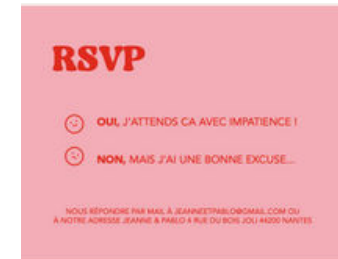 RSVP
OUI, J'ATTENDS CA AVEC IMPATIENCE !
NON, MAIS J'AI UNE BONNE EXCUSE...
NOUS RÉPONDRE PAR MAIL À JEANNEETPABLO@GMAIL.COM OU
À NOTRE ADRESSE JEANNE & PABLO 4 RUE DU BOIS JOLI 44200 NANTES